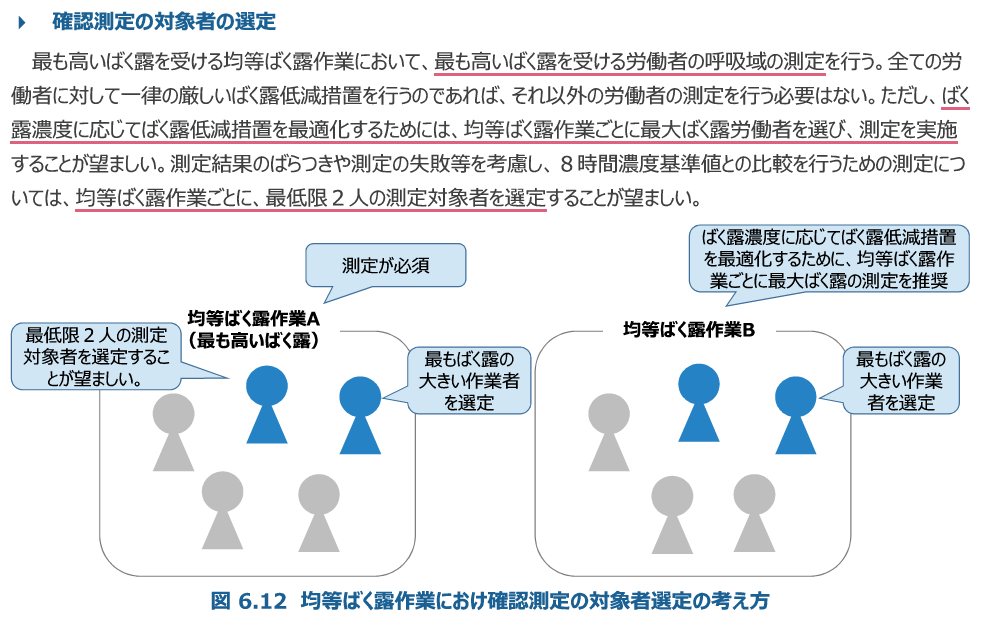 確認測定の対象者の選定
最も高いばく露を受ける均等ばく露作業において、最も高いばく露を受ける労働者の呼吸域の測定を行う。全ての労
働者に対して一律の厳しいばく露低減措置を行うのであれば、それ以外の労働者の測定を行う必要はない。ただし、ばく
露濃度に応じてばく露低減措置を最適化するためには、均等ばく露作業ごとに最大ばく露労働者を選び、測定を実施
することが望ましい。測定結果のばらつきや測定の失敗等を考慮し、8時間濃度基準値との比較を行うための測定につ
いては、均等ばく露作業ごとに、最低限2人の測定対象者を選定することが望ましい。
測定が必須
ばく露濃度に応じてばく露低減措置
を最適化するために、均等ばく露作
業ごとに最大ばく露の測定を推奨
均等ばく露作業A
（最も高いばく露）
最低限2人の測定
対象者を選定するこ
とが望ましい。
最もばく露の
大きい作業者
を選定
均等ばく露作業B
最もばく露の
大きい作業
者を選定
図 6.12 均等ばく露作業におけ確認測定の対象者選定の考え方